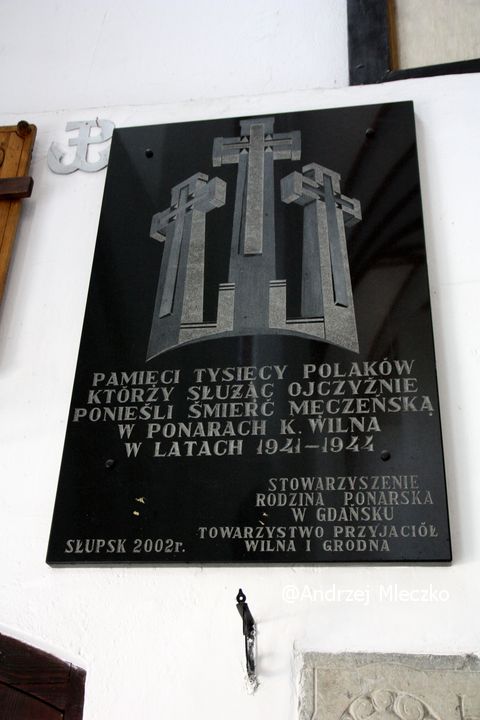 PAMIĘCI TYSIĘCY POLAKÓW
KTÓRZY SŁUŻĄC OJCZYŹNIE
PONIEŚLI ŚMIERĆ MĘCZEŃSKĄ
W PONARACH K. WILNA
W LATACH 1941–1944
STOWARZYSZENIE
RODZINA PONARSKA
W GDAŃSKU
TOWARZYSTWO PRZYJACIÓŁ
WILNA I GRODNA
SŁUPSK 2002r.
@Andrzej Mleczko